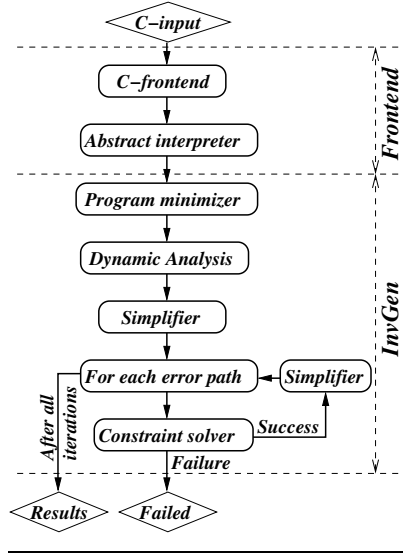 C-input
C-frontend
Abstract interpreter
Frontend
Program minimizer
Dynamic Analysis
Simplifier
For each error path
Simplifier
Constraint solver
Success
Failure
After all
iterations
InvGen
Results
Failed